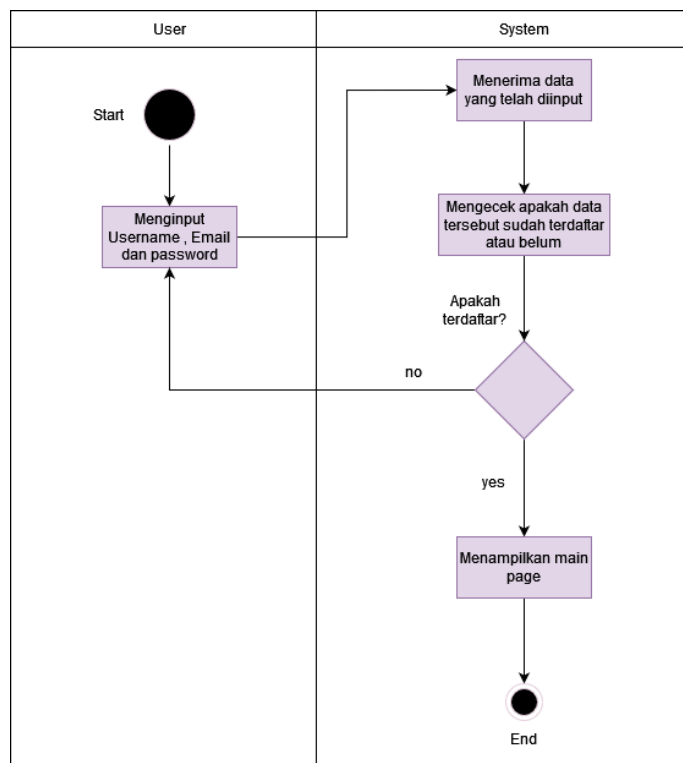 User
System
Start
Menerima data
yang telah diinput
Menginput
Username , Email
dan password
Mengecek apakah data
tersebut sudah terdaftar
atau belum
Apakah
terdaftar?
no
yes
Menampilkan main
page
End